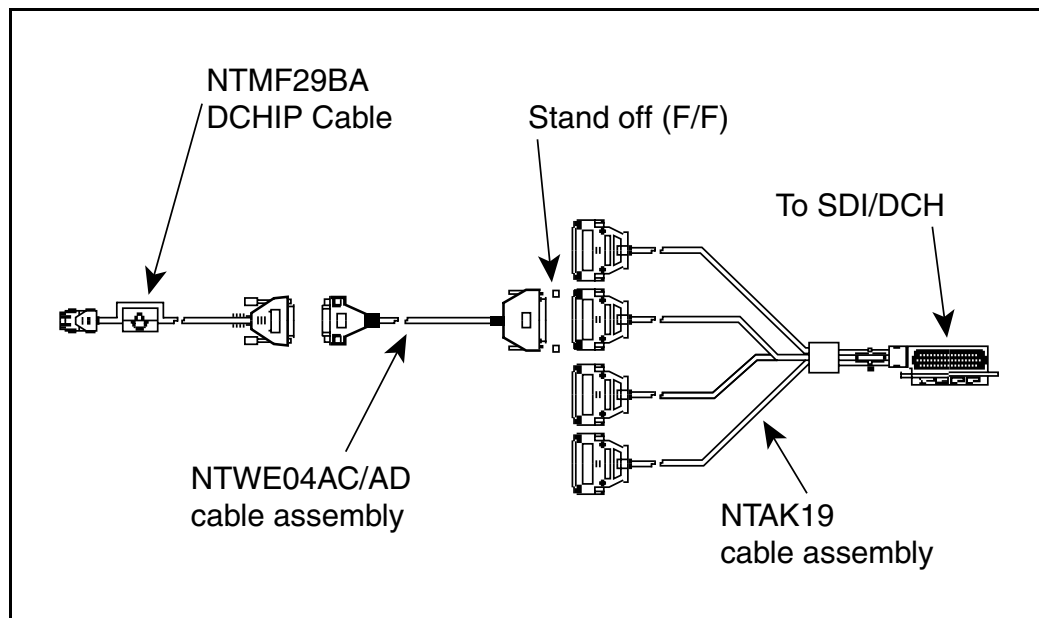 NTMF29BA
DCHIP Cable
Stand off (F/F)
To SDI/DCH
NTWE04AC/AD
cable assembly
NTAK19
cable assembly